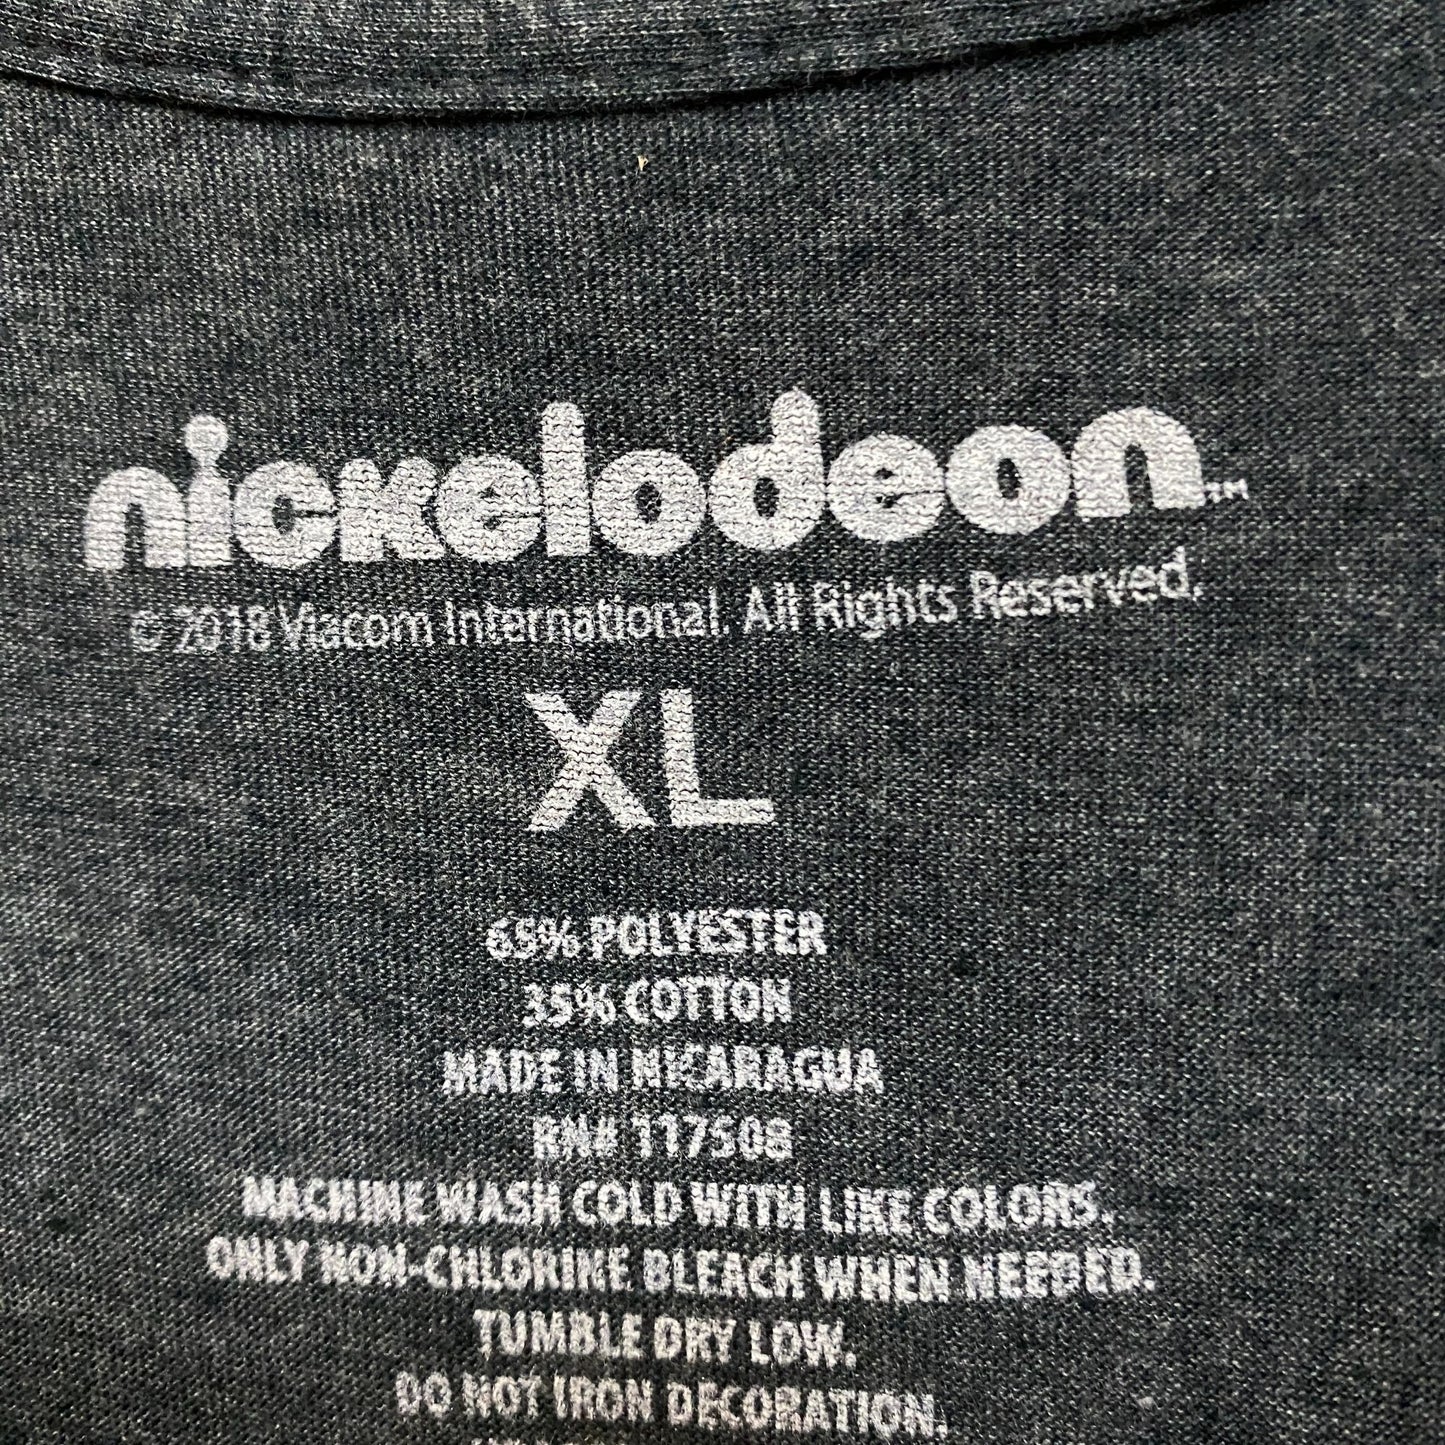 nickelodeon™
© 2018 Viacom International. All Rights Reserved.
XL
65% POLYESTER
35% COTTON
MADE IN NICARAGUA
RN# 117508
MACHINE WASH COLD WITH LIKE COLORS.
ONLY NON-CHLORINE BLEACH WHEN NEEDED.
TUMBLE DRY LOW.
DO NOT IRON DECORATION.